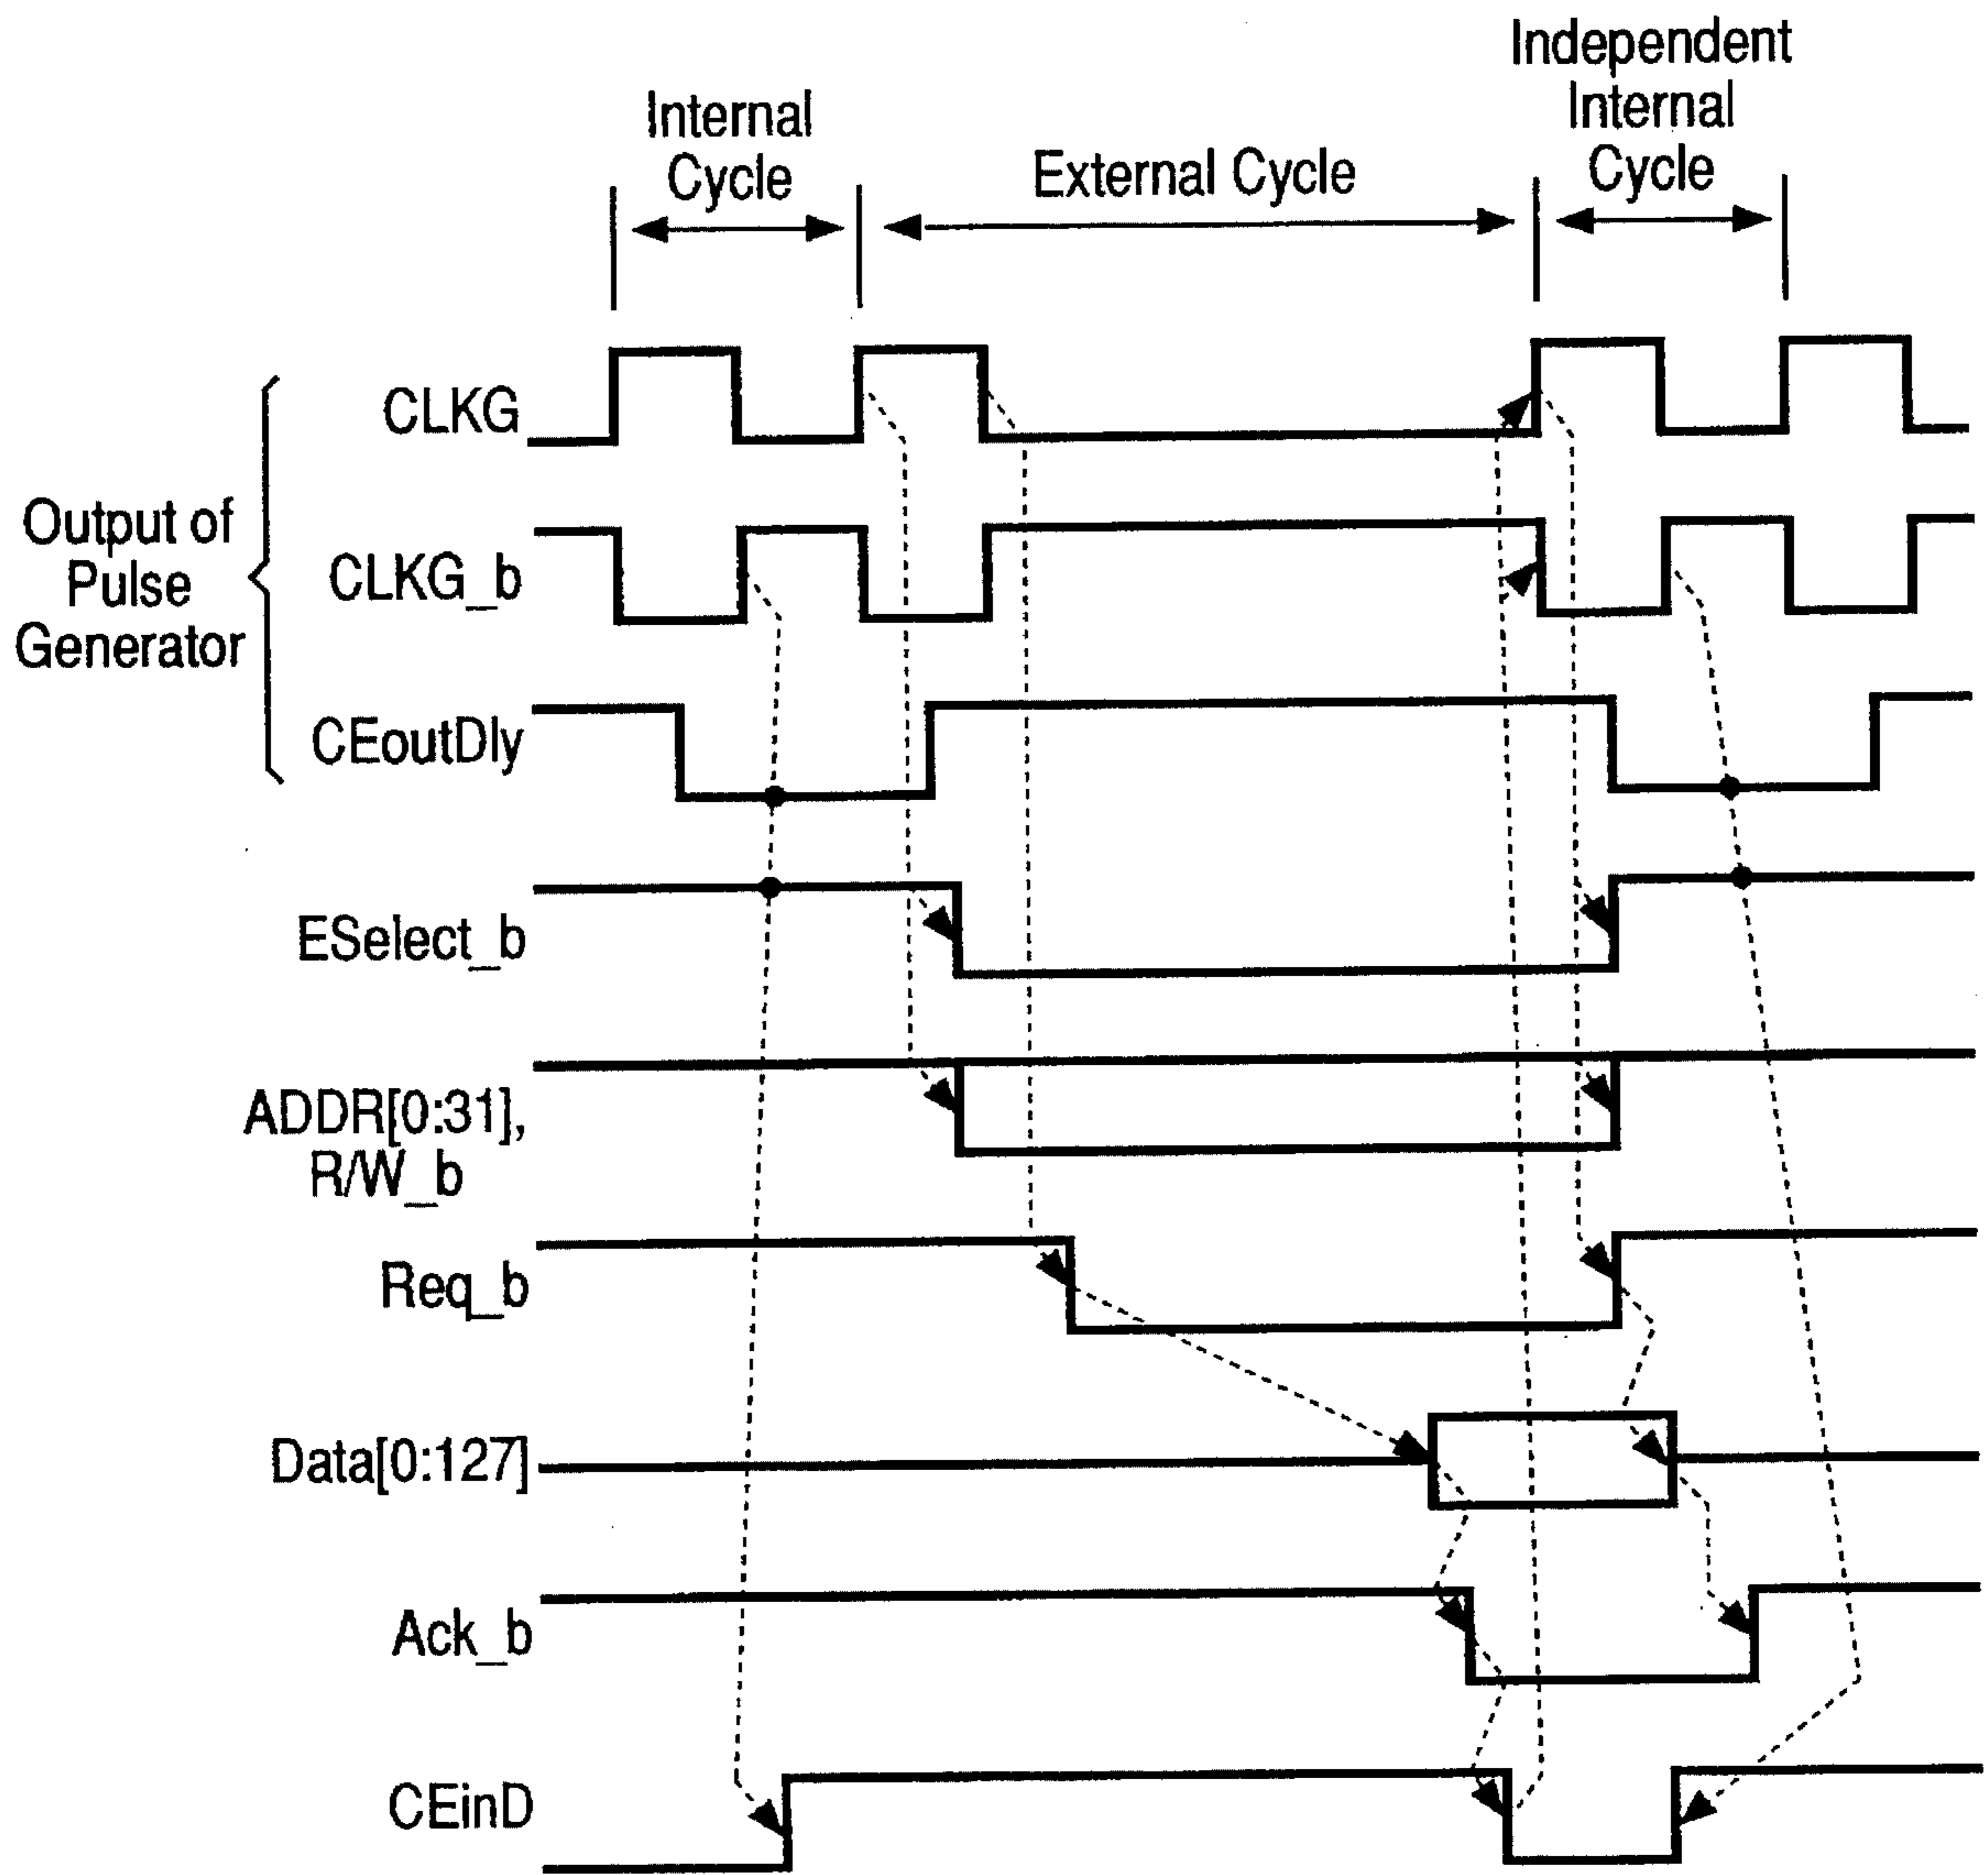 Independent
Internal
Cycle
Internal
Cycle
External Cycle
Output of
Pulse
Generator
CLKG
CLKG_b
CEoutDly
ESelect_b
ADDR[0:31],
R/W_b
Req_b
Data[0:127]
Ack_b
CEinD